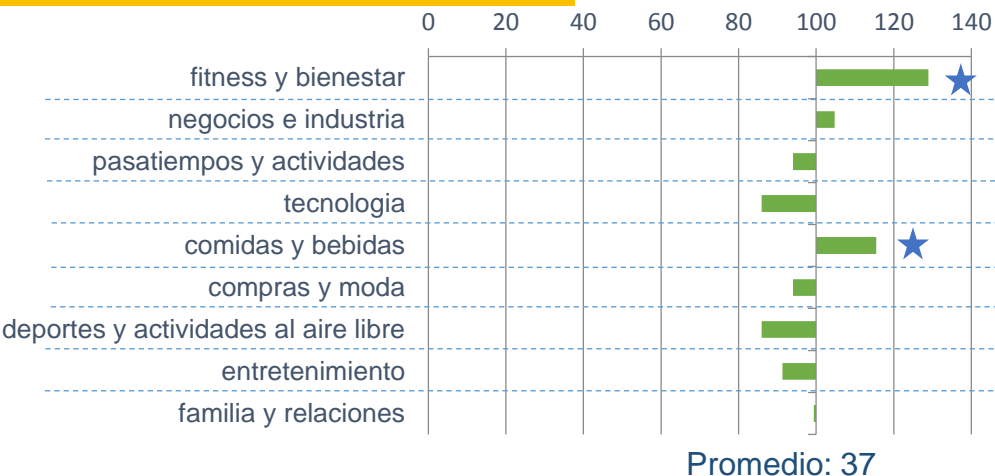 0 20 40 60 80 100 120 140
fitness y bienestar
negocios e industria
pasatiempos y actividades
tecnologia
comidas y bebidas
compras y moda
deportes y actividades al aire libre
entretenimiento
familia y relaciones
Promedio: 37